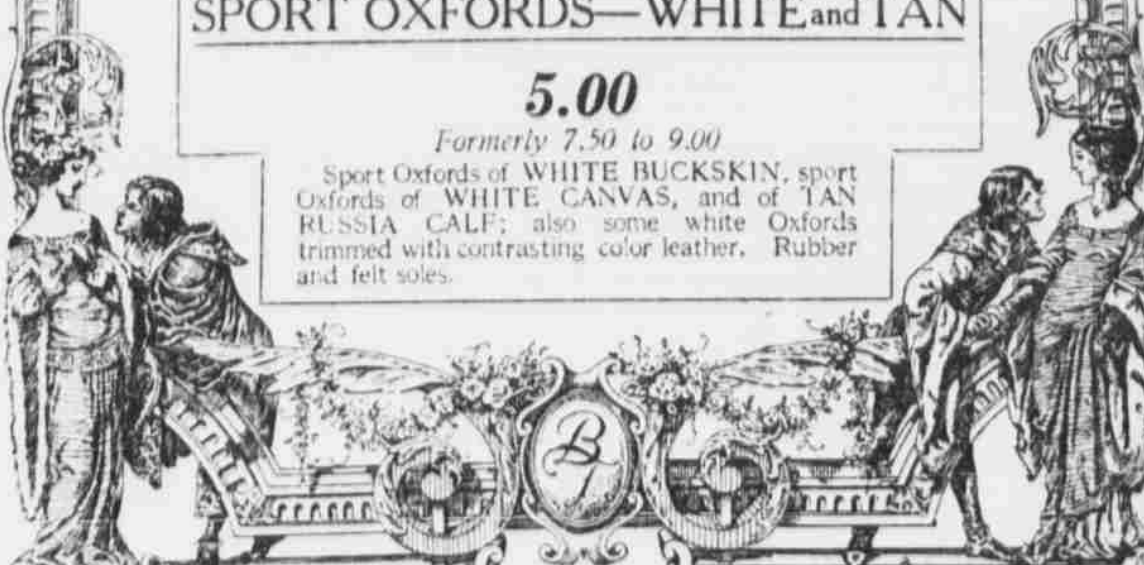 SPORT OXFORDS—WHITE and TAN
5.00
Formerly 7.50 to 9.00
Sport Oxfords of WHITE BUCKSKIN, sport
Oxfords of WHITE CANVAS, and of TAN
RUSSIA CALF; also some white Oxfords
trimmed with contrasting color leather. Rubber
and felt soles.
B T